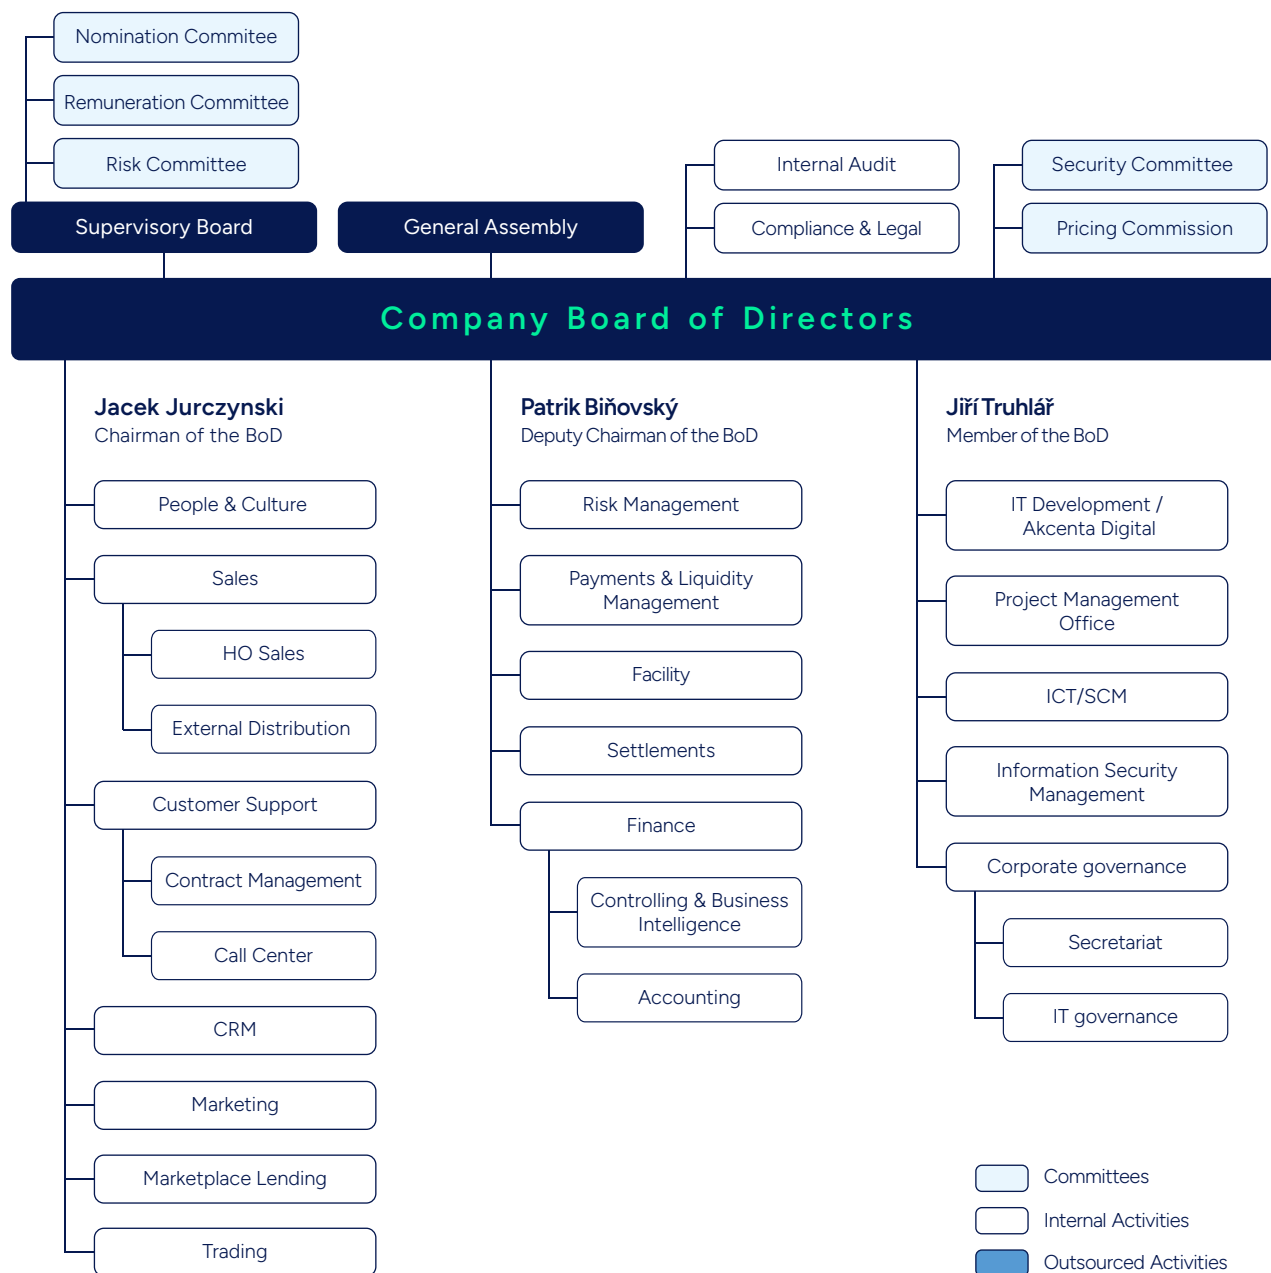 Nomination Commitee
Remuneration Committee
Risk Committee
Supervisory Board
General Assembly
Internal Audit
Compliance & Legal
Security Committee
Pricing Commission
Company Board of Directors
Jacek Jurczynski
Chairman of the BoD
People & Culture
Sales
HO Sales
External Distribution
Customer Support
Contract Management
Call Center
CRM
Marketing
Marketplace Lending
Trading
Patrik Biňovský
Deputy Chairman of the BoD
Risk Management
Payments & Liquidity
Management
Facility
Settlements
Finance
Controlling & Business
Intelligence
Accounting
Jiří Truhlář
Member of the BoD
IT Development /
Akcenta Digital
Project Management
Office
ICT/SCM
Information Security
Management
Corporate governance
Secretariat
IT governance
Committees
Internal Activities
Outsourced Activities